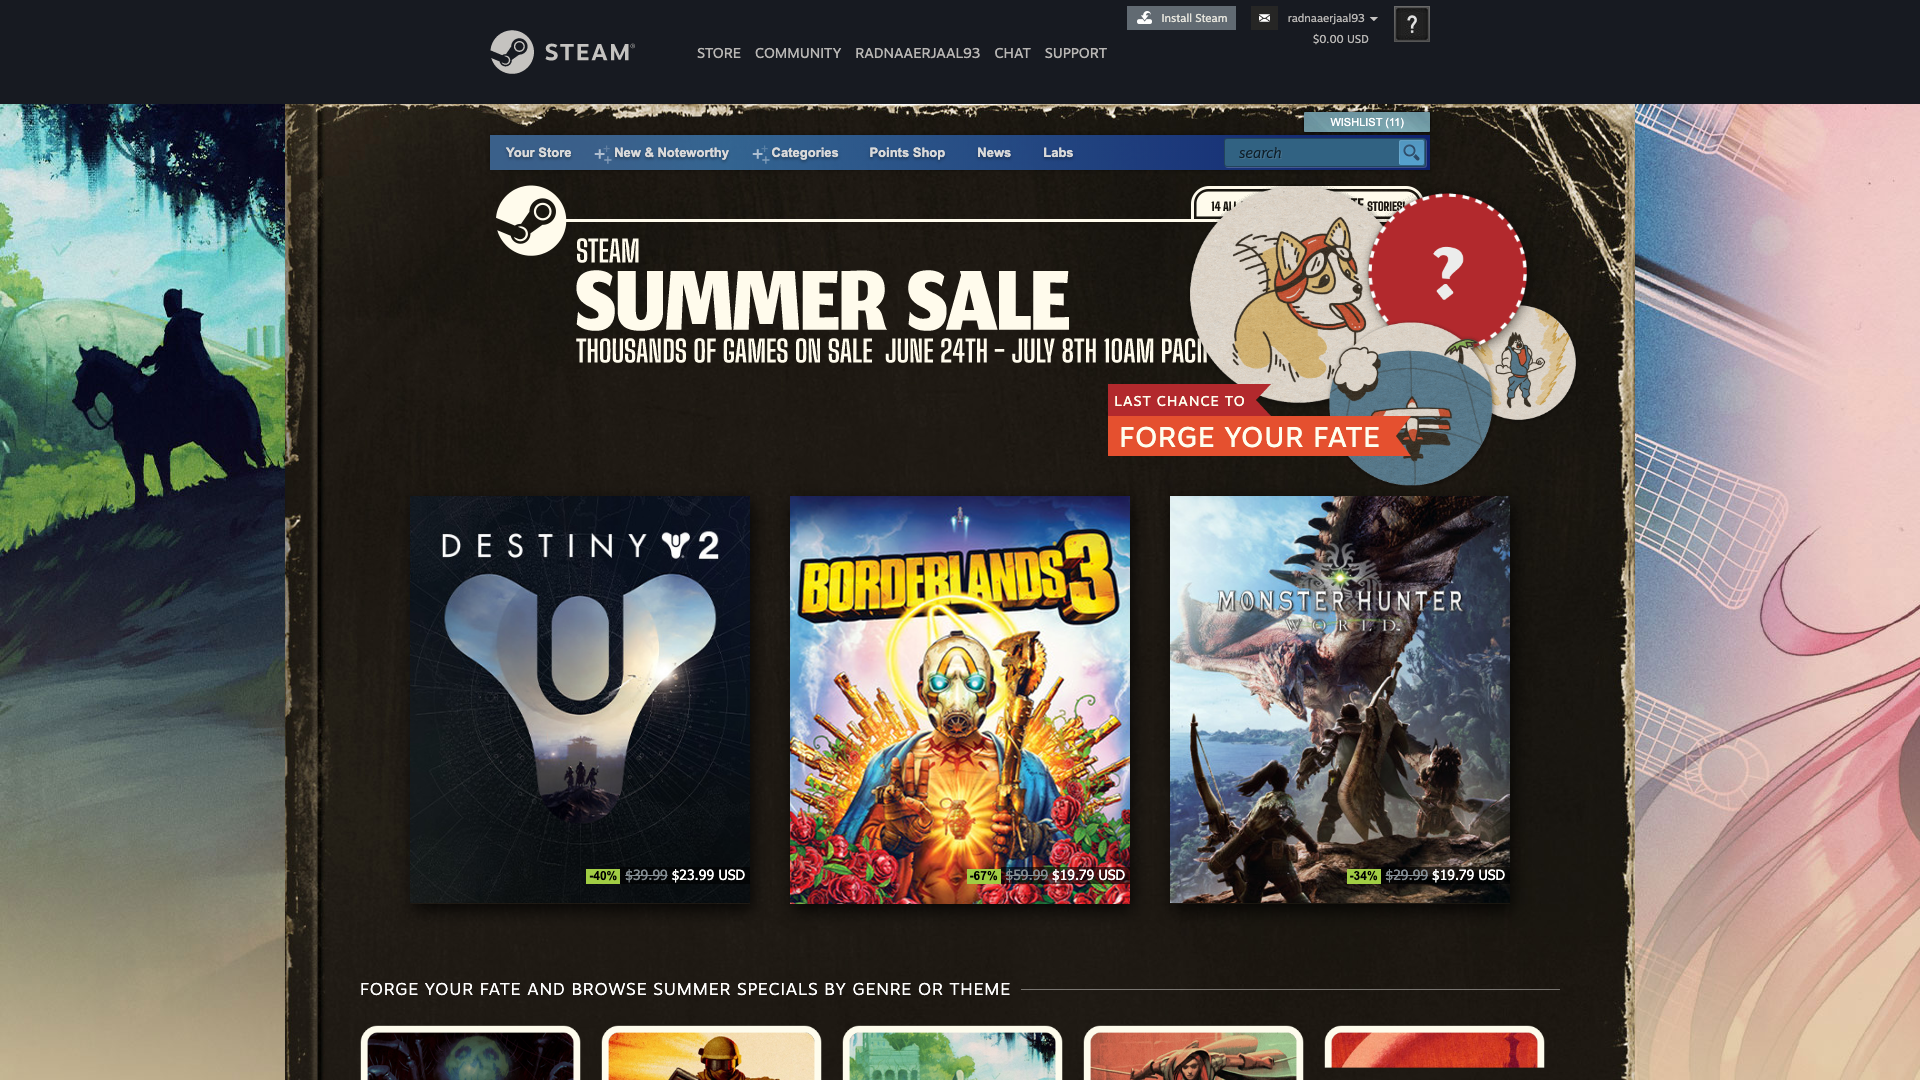 Install Steam
radnaaerjaal93
?
$0.00 USD
STEAM®
STORE COMMUNITY RADNAAERJAAL93 CHAT SUPPORT
WISHLIST (11)
Your Store New & Noteworthy Categories Points Shop News Labs
search
14 STORIES!
STEAM
SUMMER SALE
THOUSANDS OF GAMES ON SALE JUNE 24TH - JULY 8TH 10AM
?
LAST CHANCE TO
FORGE YOUR FATE
DESTINY 2
BORDERLANDS 3
MONSTER HUNTER
WORLD
-40% $39.99 $23.99 USD
-67% $59.99 $19.79 USD
-34% $29.99 $19.79 USD
FORGE YOUR FATE AND BROWSE SUMMER SPECIALS BY GENRE OR THEME